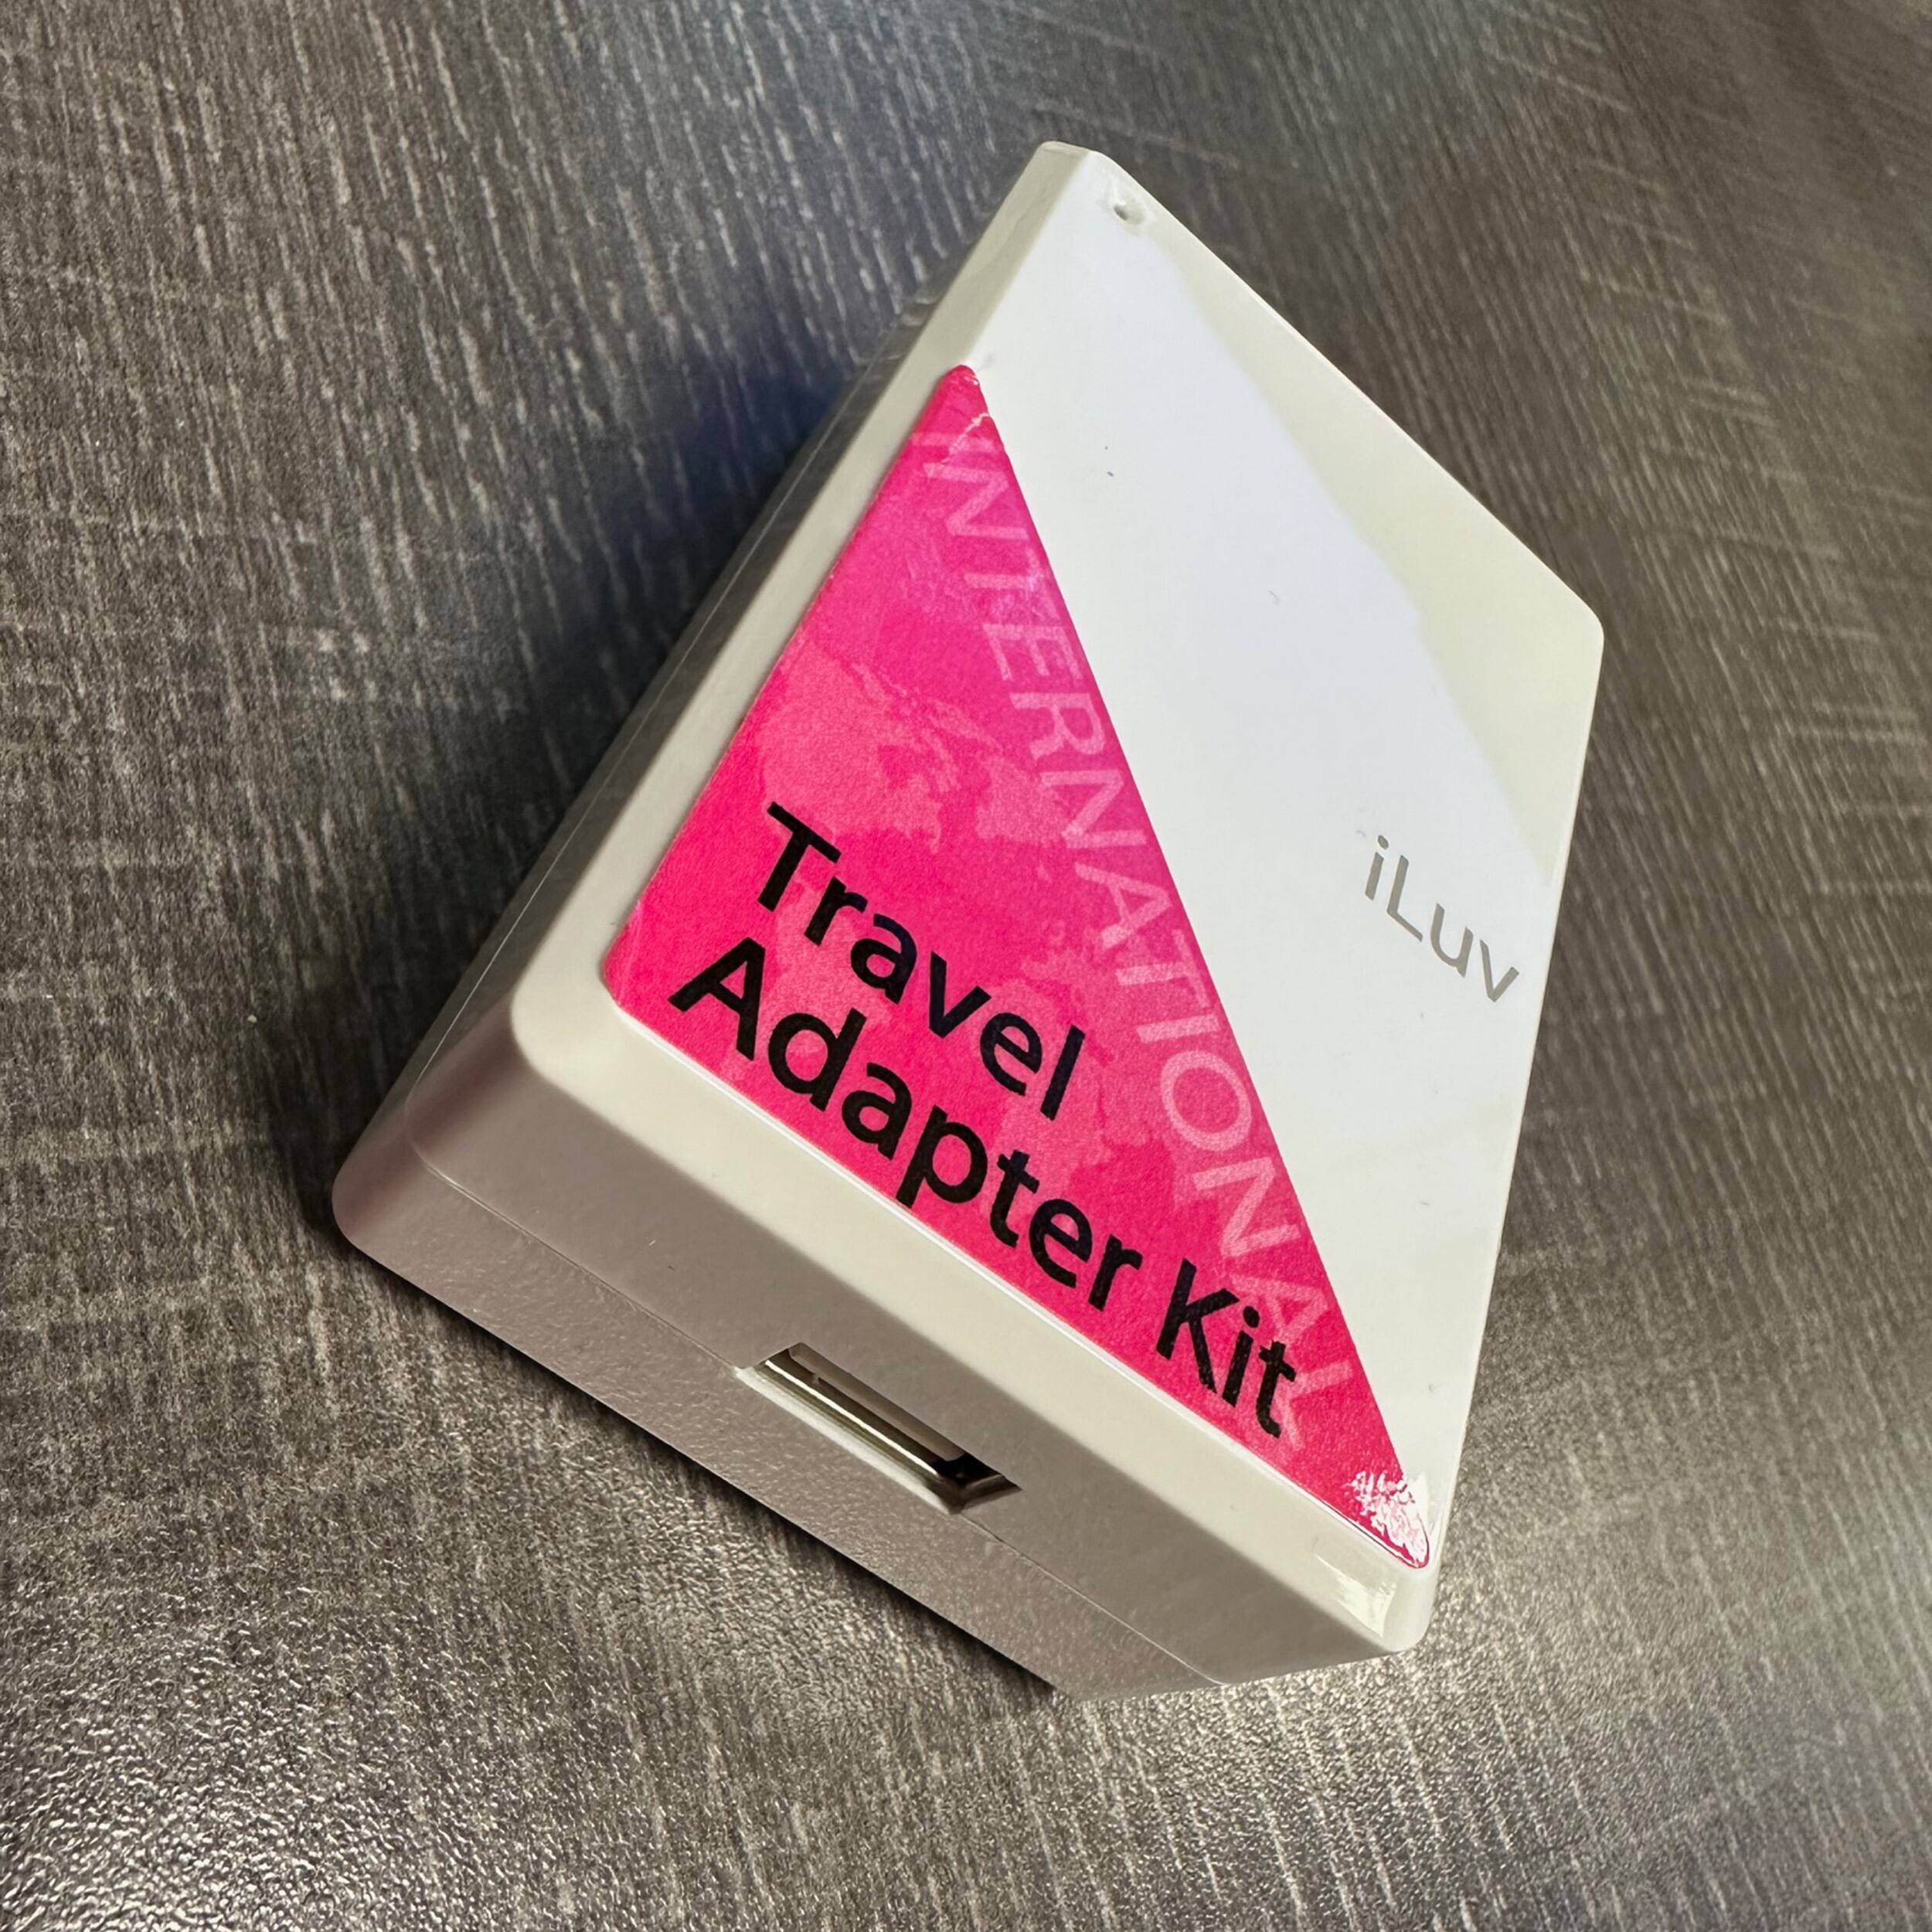 iLuv
INTERNATIONAL
Travel
Adapter Kit